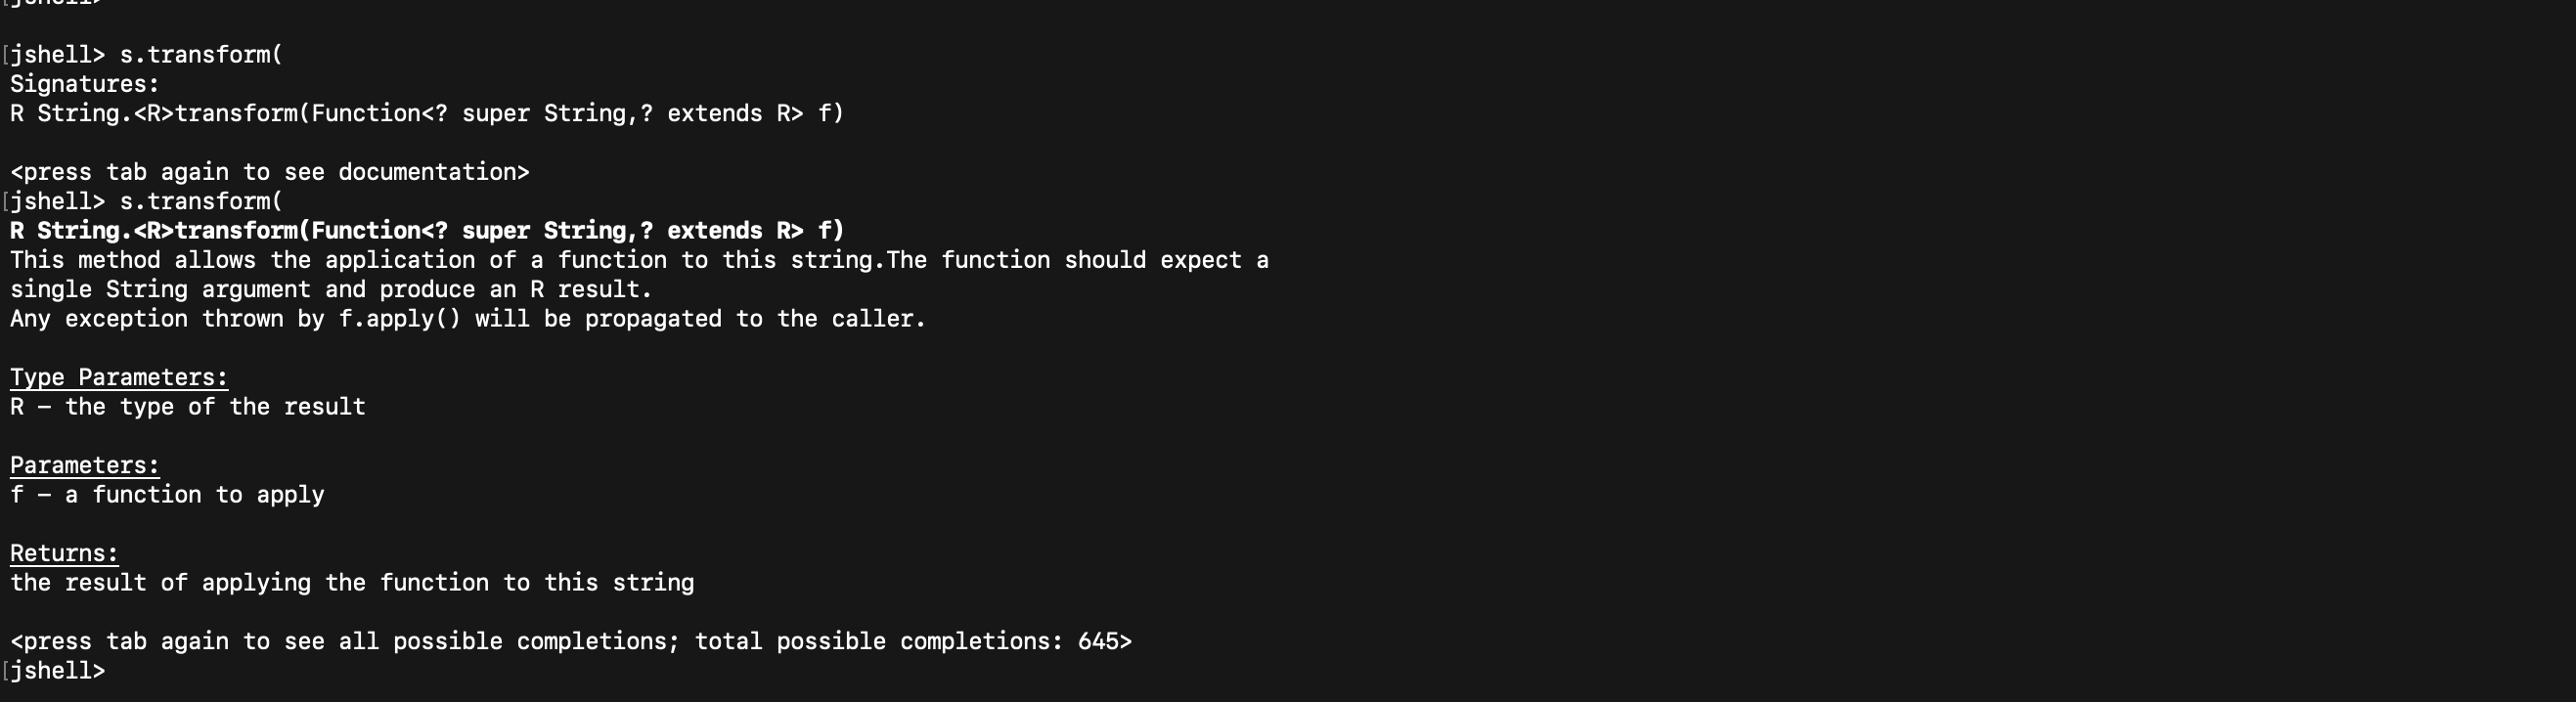 jshell>
[jshell> s.transform(
Signatures:
R String.<R>transform(Function<? super String,? extends R> f)
<press tab again to see documentation>
[jshell> s.transform(
R String.<R>transform(Function<? super String,? extends R> f)
This method allows the application of a function to this string.The function should expect a
single String argument and produce an R result.
Any exception thrown by f.apply() will be propagated to the caller.
Type Parameters:
R – the type of the result
Parameters:
f – a function to apply
Returns:
the result of applying the function to this string
<press tab again to see all possible completions; total possible completions: 645>
[jshell>